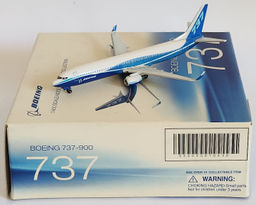 737
BOEING
BOEING 737-900
737
WARNING:
CHOKING HAZARD-Small parts
Not for children under 3 years.